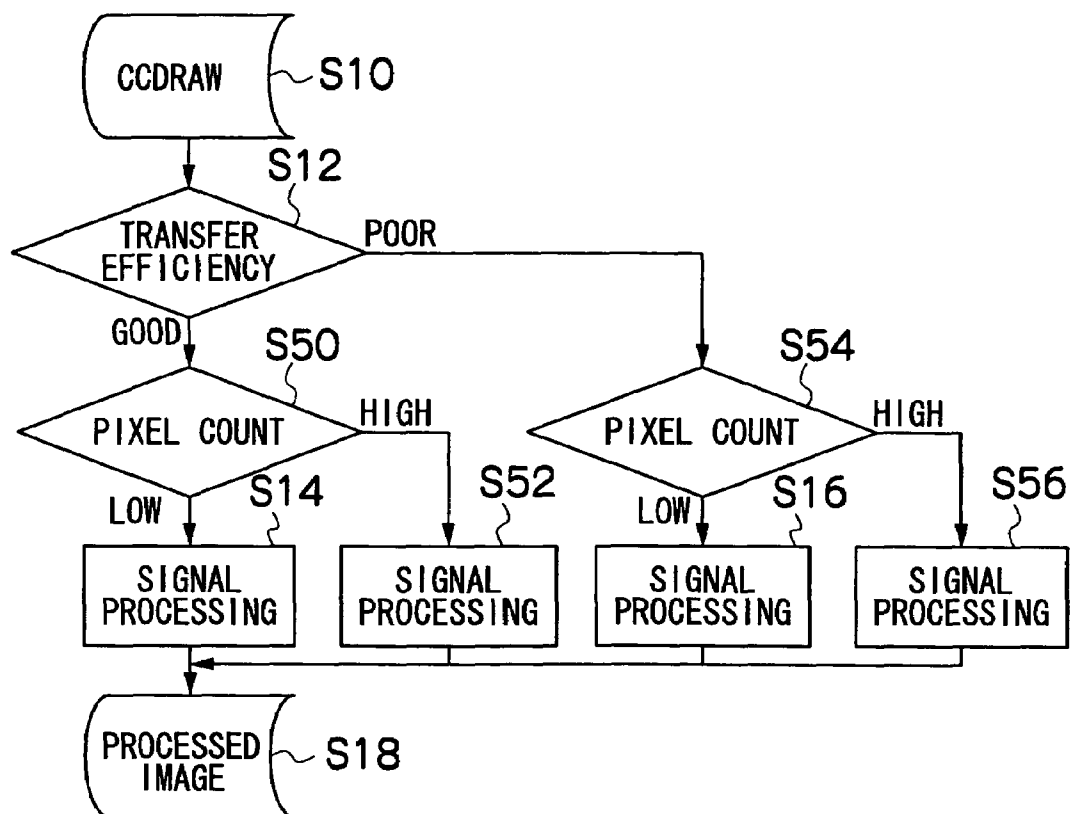 CCDRAW
S10
S12
TRANSFER
EFFICIENCY
POOR
GOOD
S50
S54
PIXEL COUNT
HIGH
PIXEL COUNT
HIGH
LOW
S14
S52
LOW
S16
S56
SIGNAL
PROCESSING
SIGNAL
PROCESSING
SIGNAL
PROCESSING
SIGNAL
PROCESSING
PROCESSED
IMAGE
S18